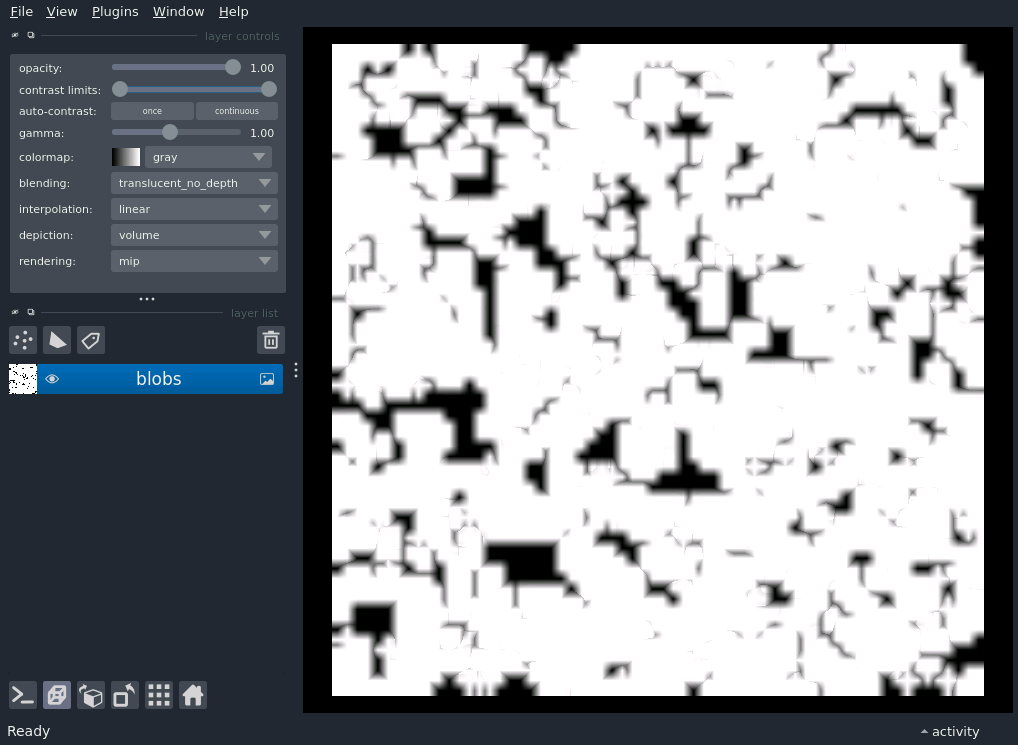 File View Plugins Window Help
layer controls
opacity: 1.00
contrast limits:
auto-contrast: once continuous
gamma: 1.00
colormap: gray
blending: translucent_no_depth
interpolation: linear
depiction: volume
rendering: mip
layer list
blobs
Ready activity